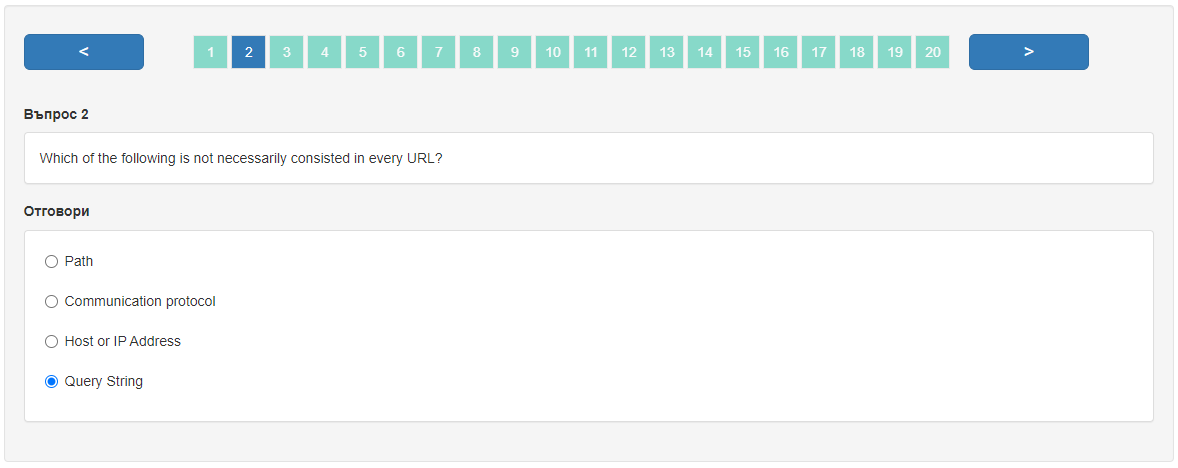 < 1 2 3 4 5 6 7 8 9 10 11 12 13 14 15 16 17 18 19 20 >
Въпрос 2
Which of the following is not necessarily consisted in every URL?
Отговори
Path
Communication protocol
Host or IP Address
Query String